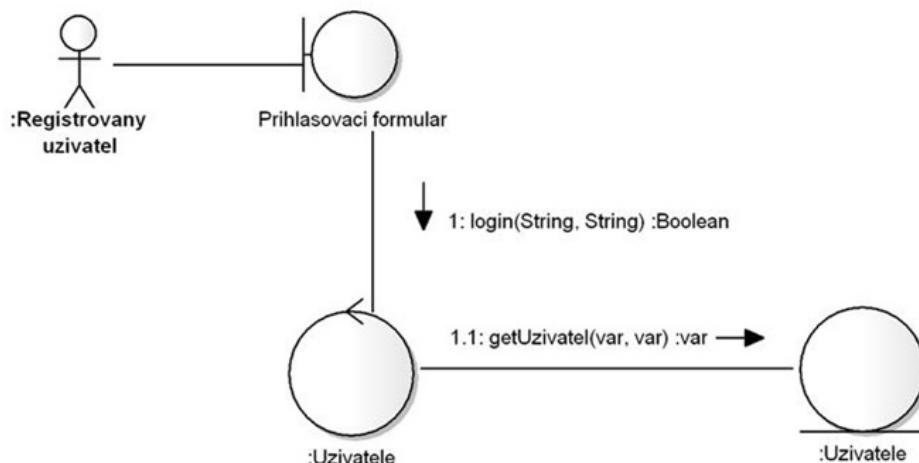 :Registrovany
uzivatel
Prihlasovaci formular
1: login(String, String) :Boolean
1.1: getUzivatel(var, var) :var
:Uzivatele
:Uzivatele